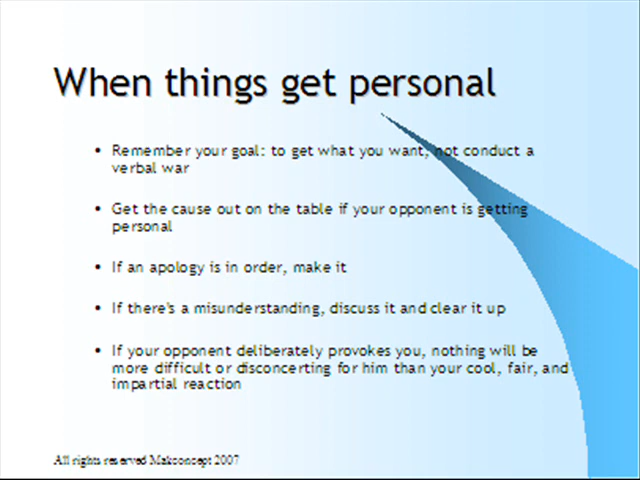 When things get personal
• Remember your goal: to get what you want, not conduct a
verbal war
• Get the cause out on the table if your opponent is getting
personal
• If an apology is in order, make it
• If there's a misunderstanding, discuss it and clear it up
• If your opponent deliberately provokes you, nothing will be
more difficult or disconcerting for him than your cool, fair, and
impartial reaction
All rights reserved Makconcept 2007